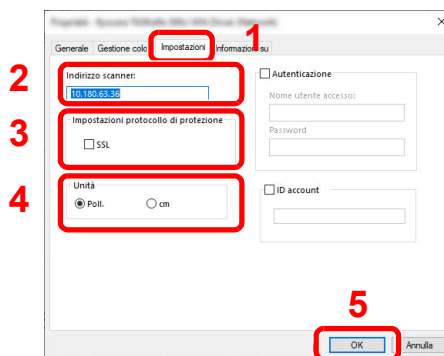 Generale Gestione colo Impostazioni Informazioni su
1
2
Indirizzo scanner:
10.180.63.36
Autenticazione
Nome utente accesso:
Password
3
Impostazioni protocollo di protezione
SSL
4
Unità
Poll. cm
ID account
5
OK Annulla